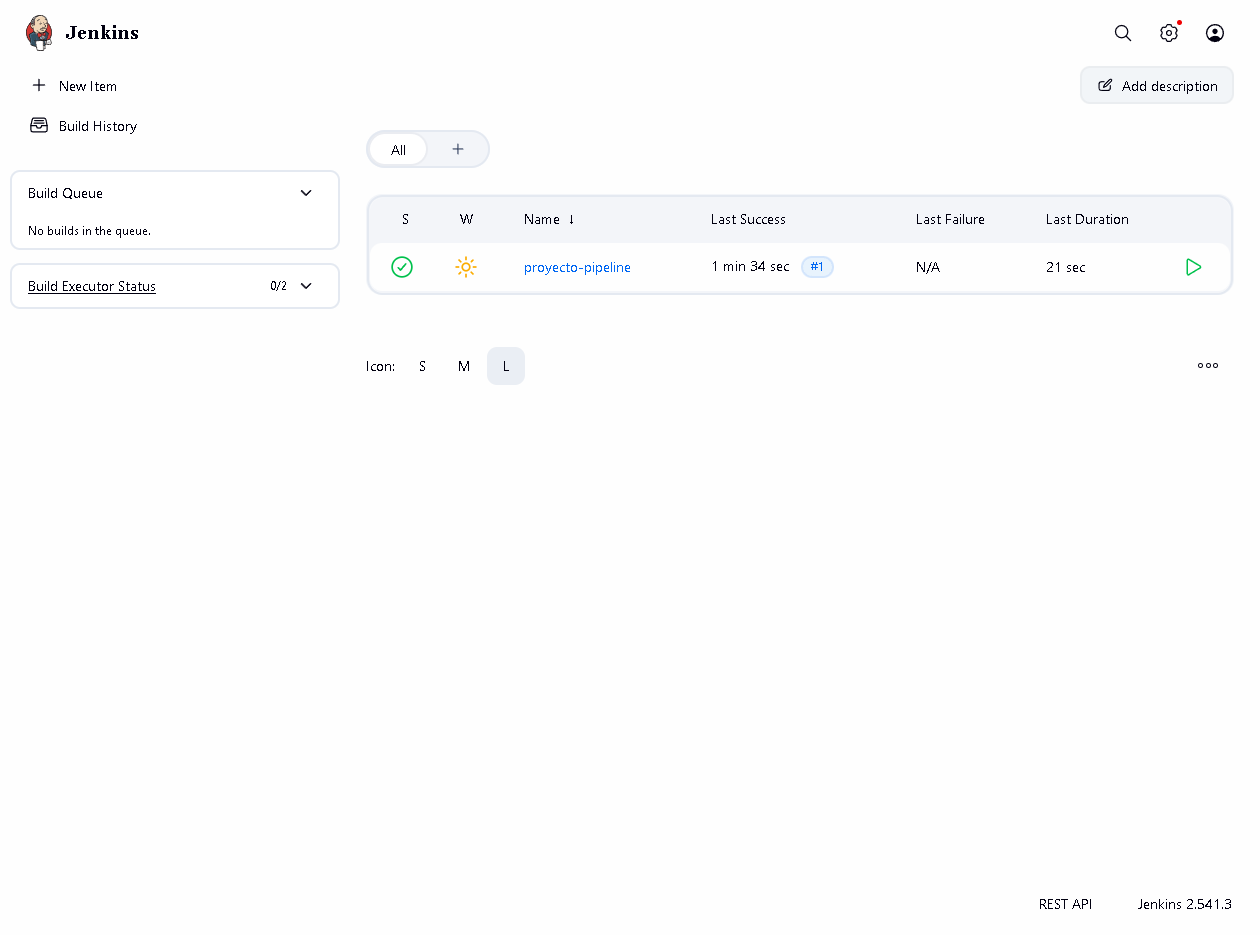 Jenkins
New Item
Add description
Build History
All
Build Queue
No builds in the queue.
S W Name ↓ Last Success Last Failure Last Duration
proyecto-pipeline 1 min 34 sec #1 N/A 21 sec
Build Executor Status 0/2
Icon: S M L
REST API Jenkins 2.541.3